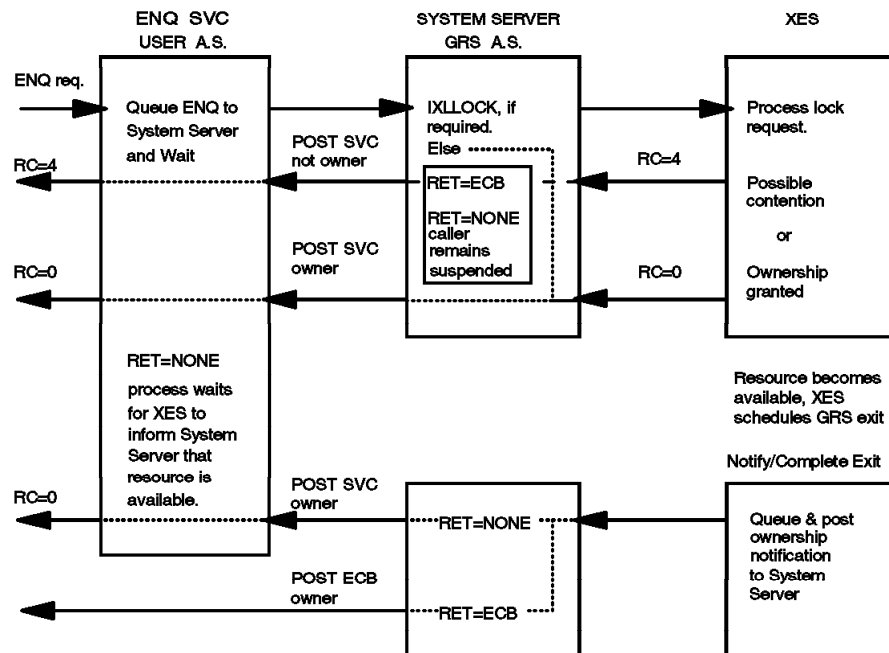 ENQ SVC
USER A.S.
SYSTEM SERVER
GRS A.S.
XES
ENQ req.
Queue ENQ to
System Server
and Wait
IXLLOCK, if
required.
Else
Process lock
request.
RC=4
POST SVC
not owner
RET=ECB
RET=NONE
caller
remains
suspended
RC=4
Possible
contention
or
Ownership
granted
RC=0
POST SVC
owner
RC=0
RET=NONE
process waits
for XES to
inform System
Server that
resource is
available.
Resource becomes
available, XES
schedules GRS exit
Notify/Complete Exit
RC=0
POST SVC
owner
RET=NONE
Queue & post
ownership
notification
to System
Server
POST ECB
owner
RET=ECB